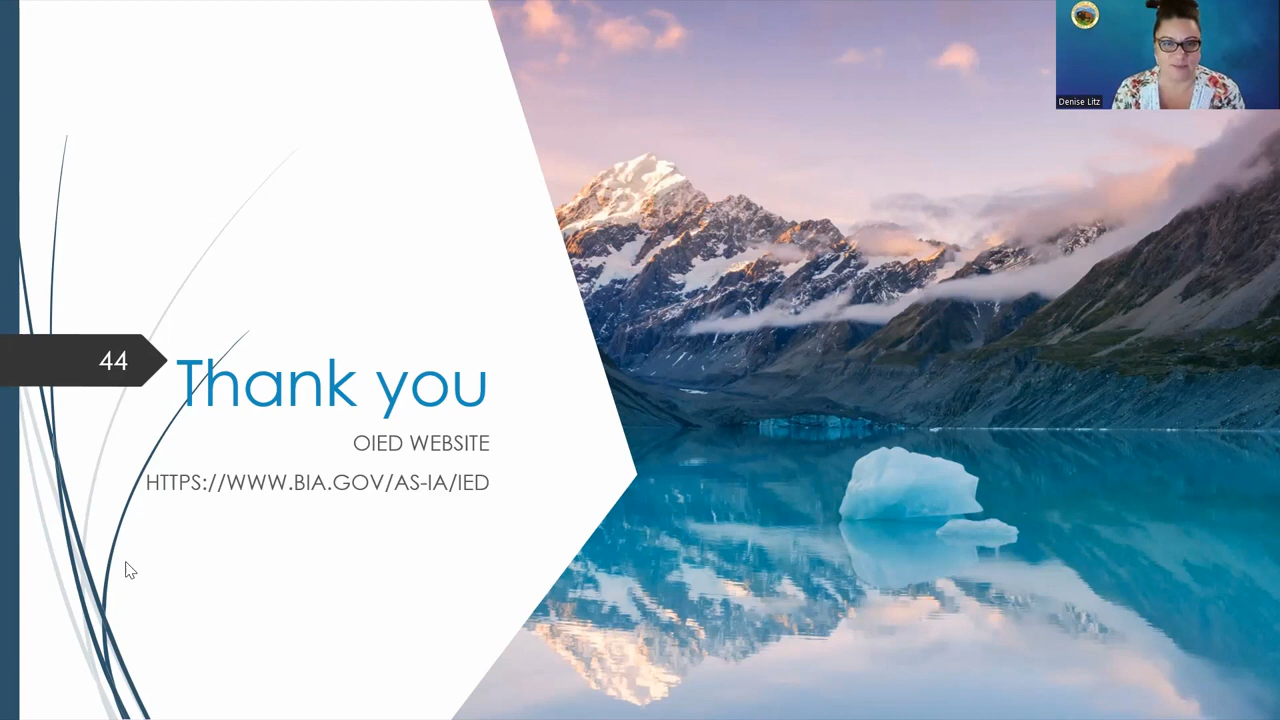 Denise Litz
44
Thank you
OIED WEBSITE
HTTPS://WWW.BIA.GOV/AS-IA/IED